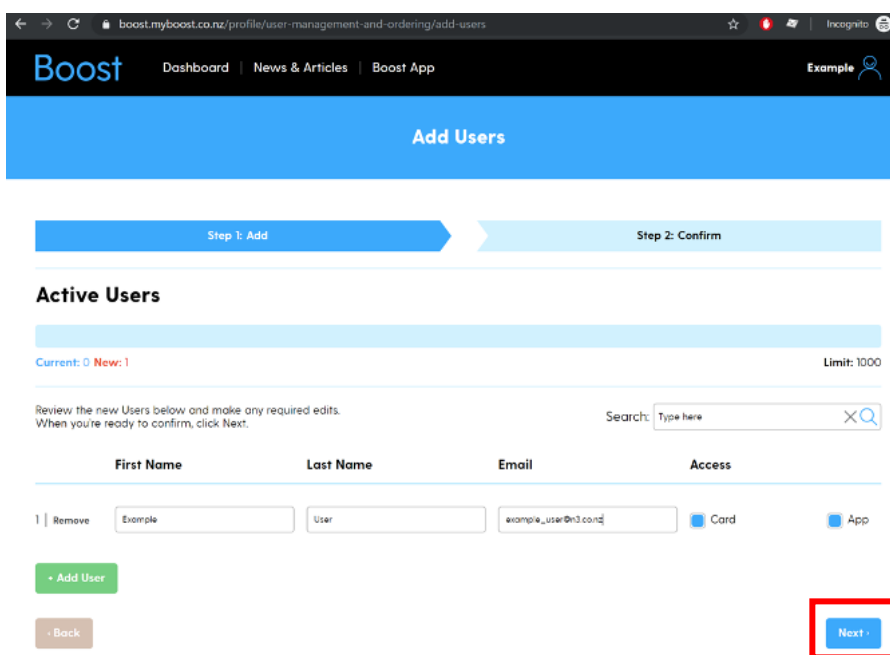 boost.myboost.co.nz/profile/user-management-and-ordering/add-users Incognito
Boost Dashboard | News & Articles | Boost App Example
Add Users
Step 1: Add Step 2: Confirm
Active Users
Current: 0 New: 1 Limit: 1000
Review the new Users below and make any required edits.
When you're ready to confirm, click Next.
Search: Type here
First Name Last Name Email Access
1 | Remove Example User example_user@n3.co.nz Card App
+ Add User
‹ Back Next ›